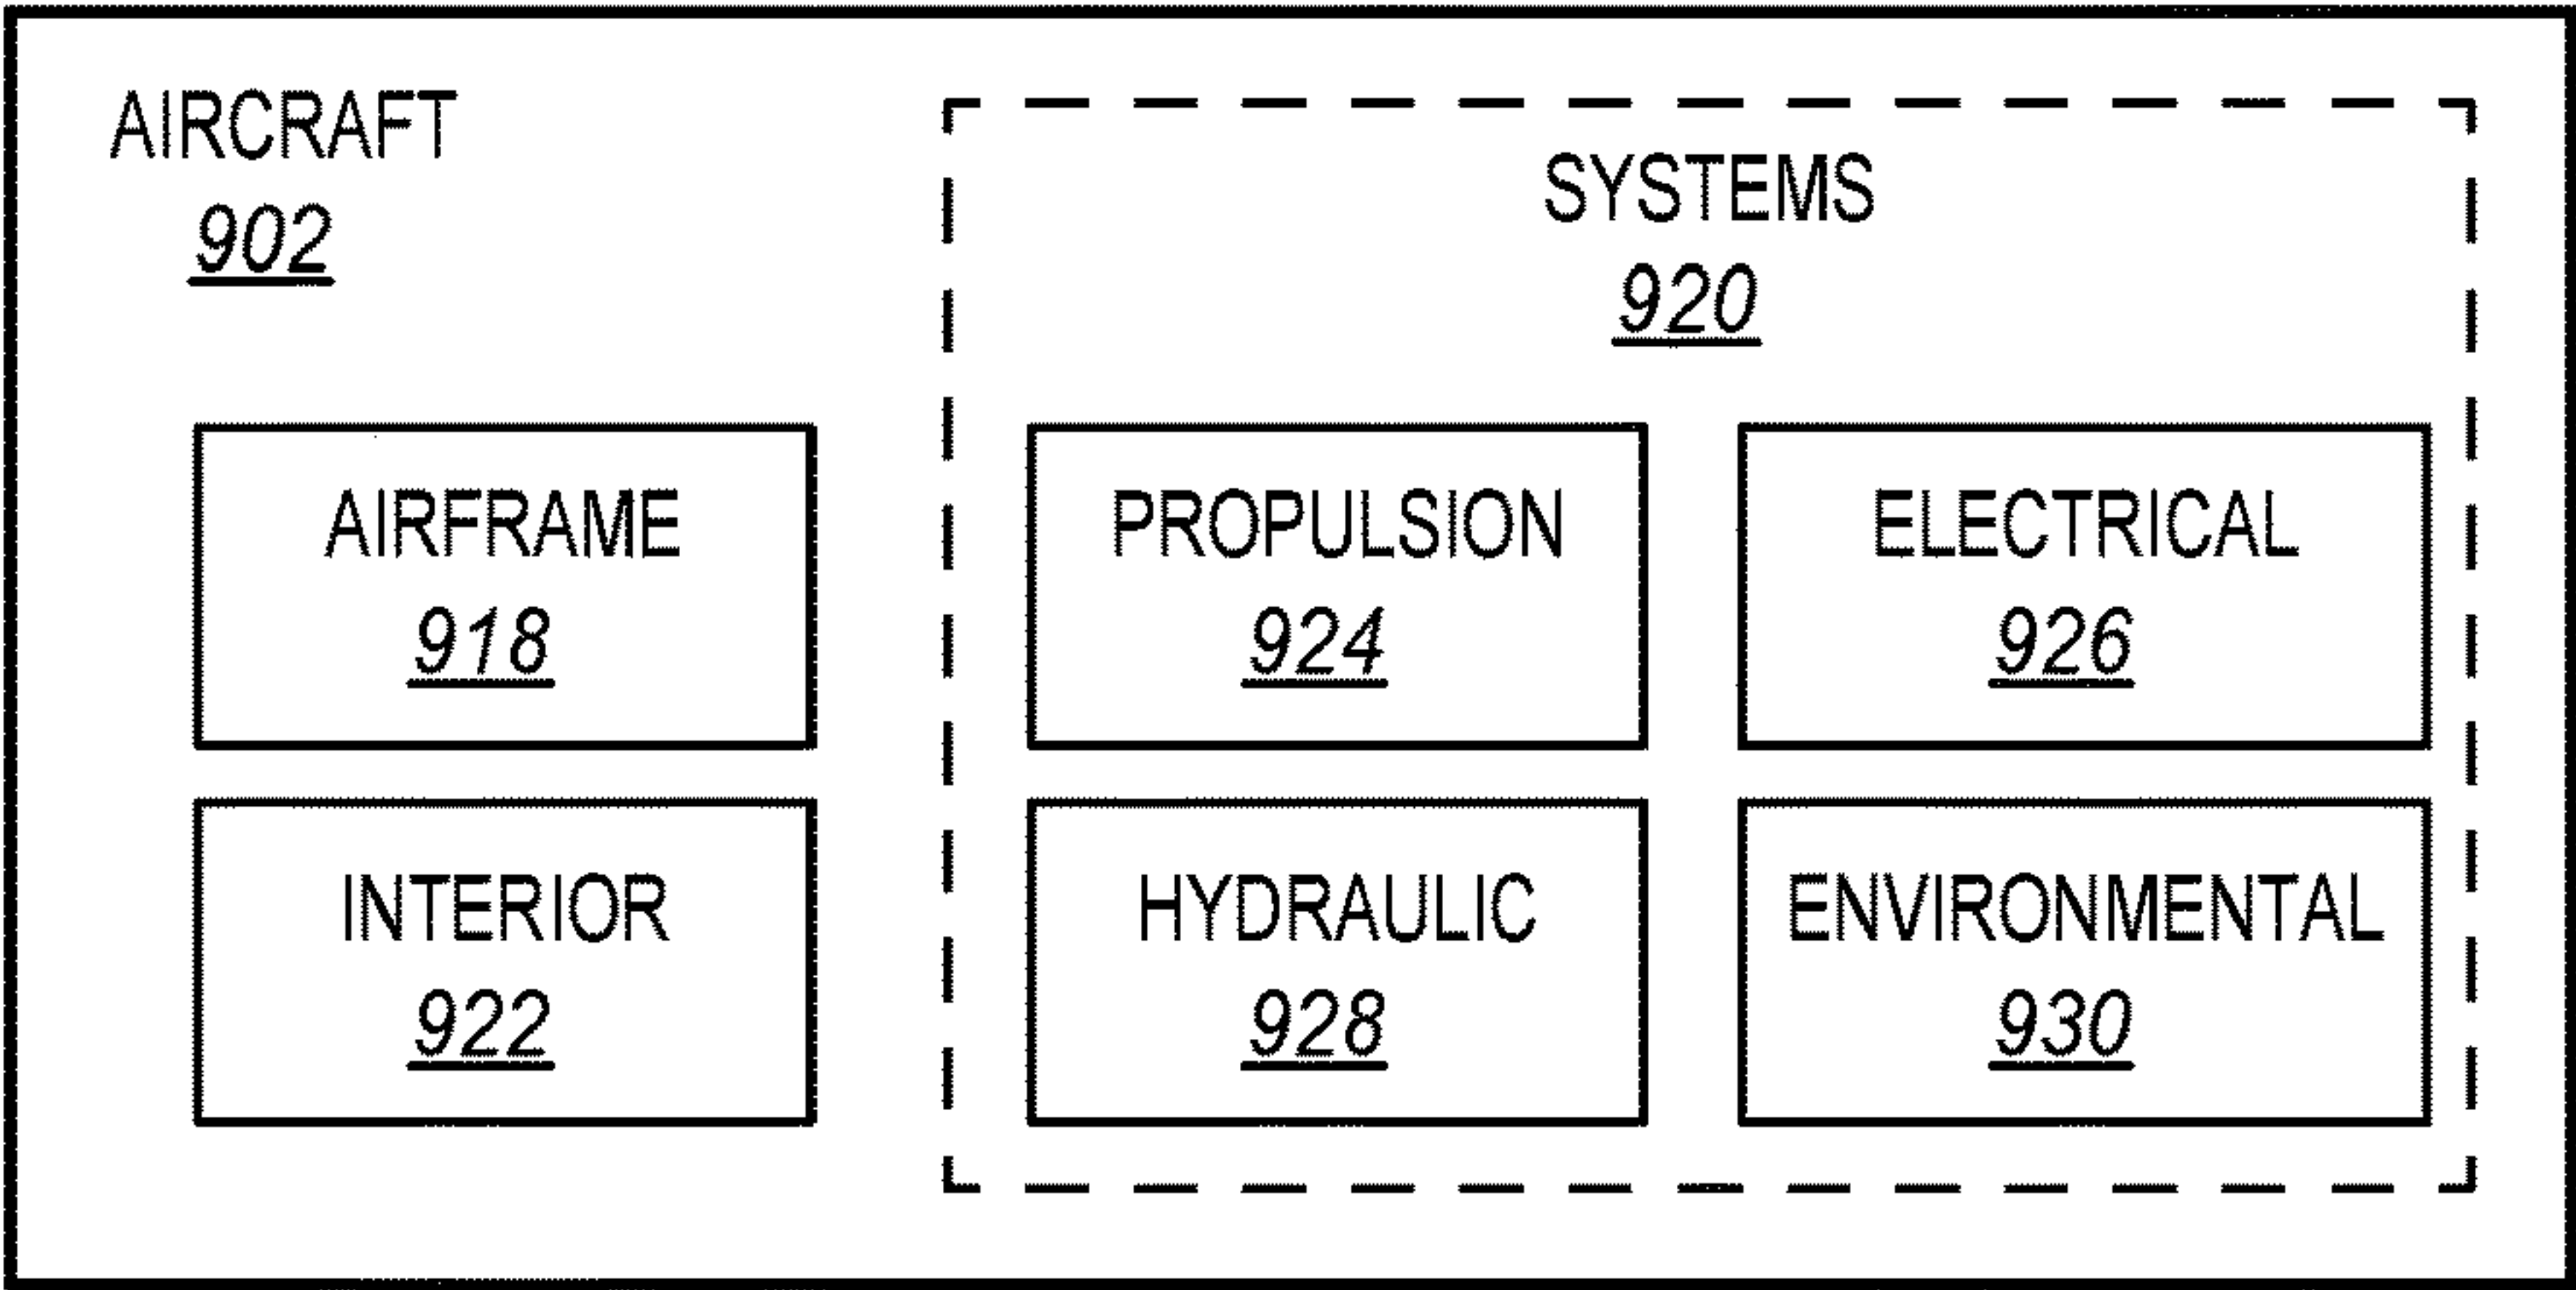 AIRCRAFT
902
SYSTEMS
920
AIRFRAME
918
PROPULSION
924
ELECTRICAL
926
INTERIOR
922
HYDRAULIC
928
ENVIRONMENTAL
930